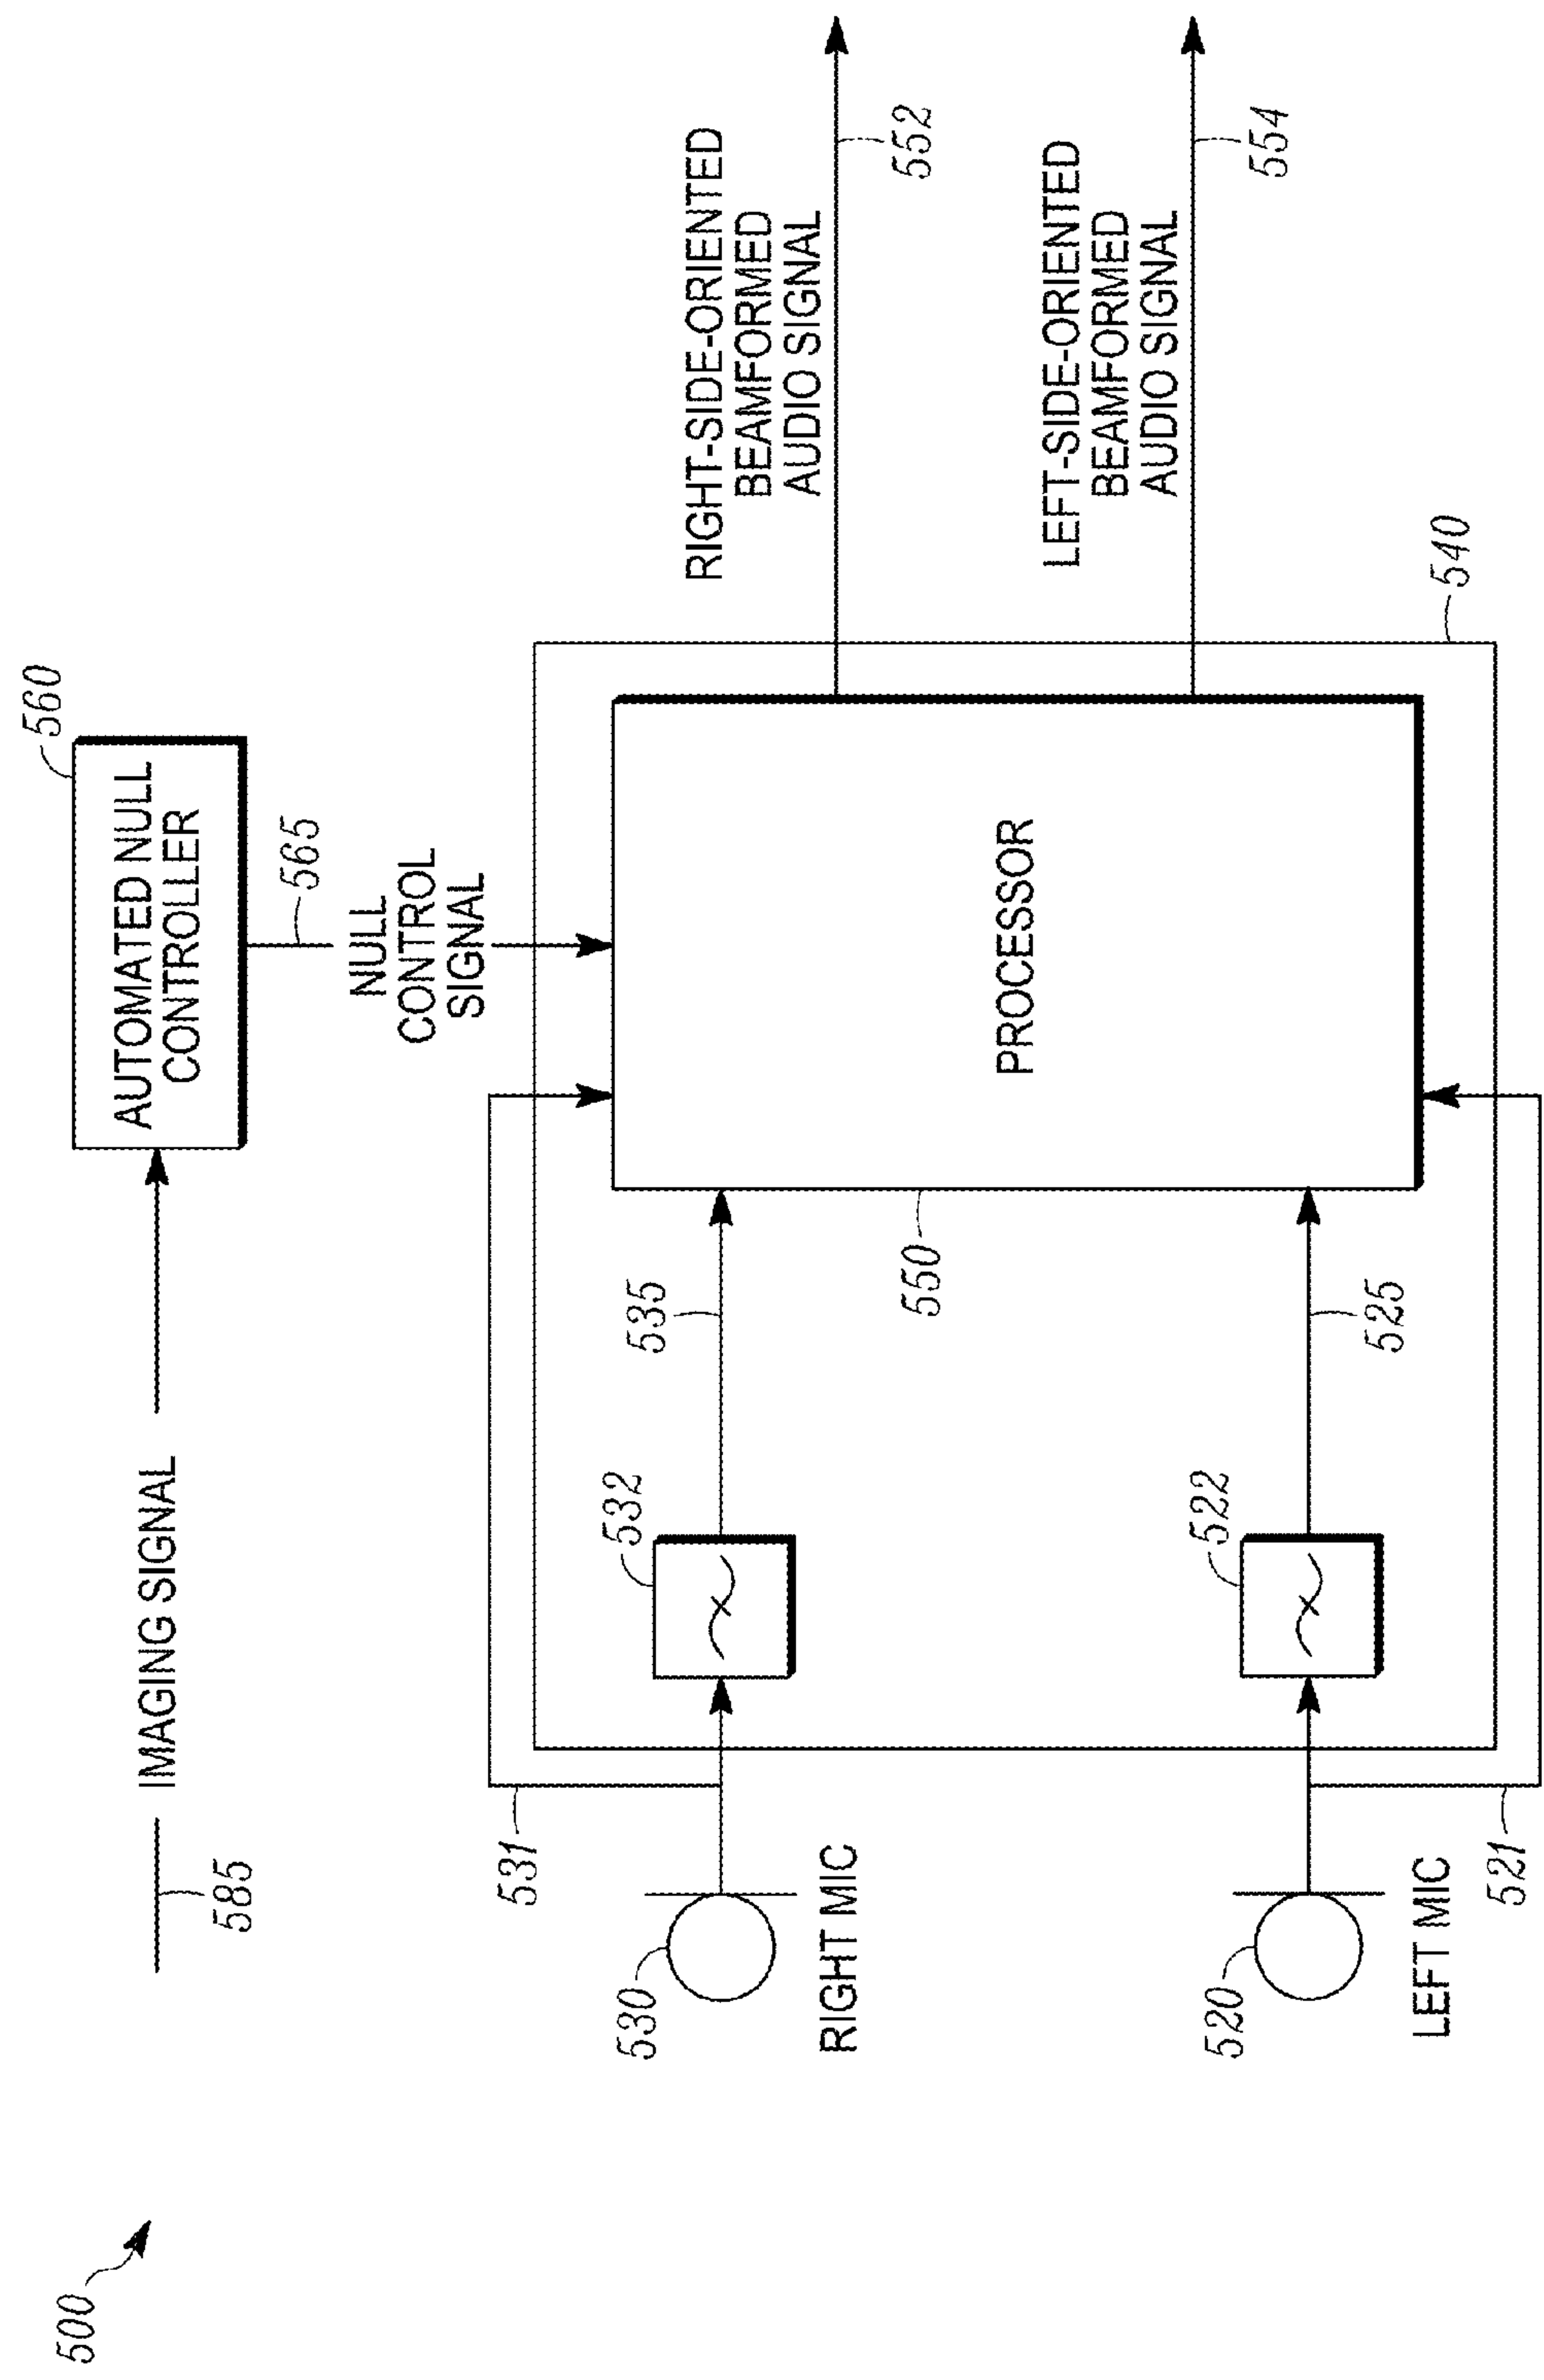 500
585
IMAGING SIGNAL
560
AUTOMATED NULL
CONTROLLER
565
NULL
CONTROL
SIGNAL
531
530
RIGHT MIC
532
535
550
PROCESSOR
RIGHT-SIDE-ORIENTED
BEAMFORMED
AUDIO SIGNAL
552
520
LEFT MIC
521
522
525
LEFT-SIDE-ORIENTED
BEAMFORMED
AUDIO SIGNAL
554
540